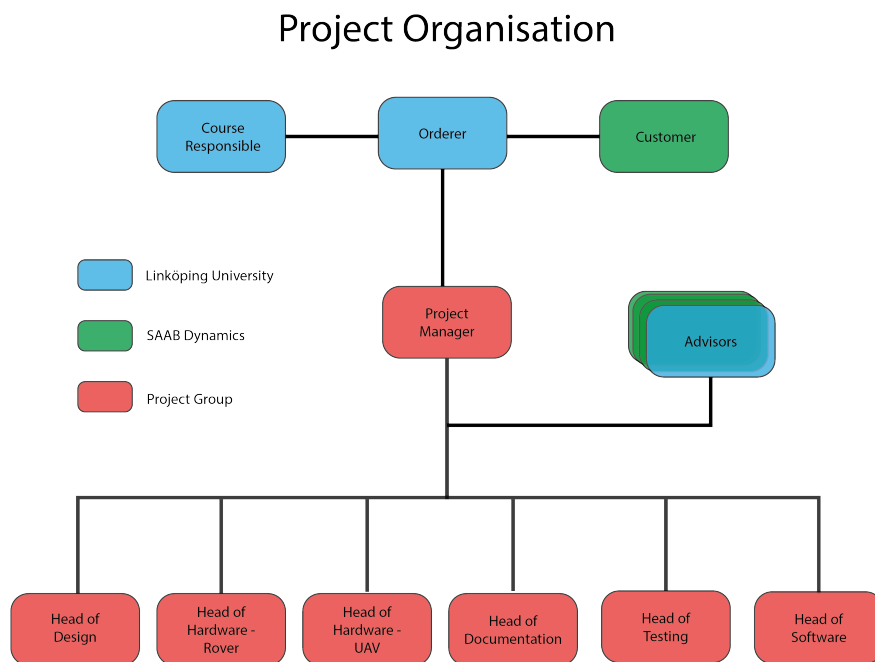 Project Organisation
Course
Responsible
Orderer
Customer
Linköping University
SAAB Dynamics
Project Group
Project
Manager
Advisors
Head of
Design
Head of
Hardware -
Rover
Head of
Hardware -
UAV
Head of
Documentation
Head of
Testing
Head of
Software